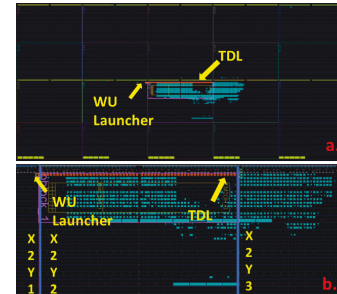 TDL
WU
Launcher
a.
WU
Launcher
TDL
X X X
2 2 2
Y Y Y
1 2 3
b.